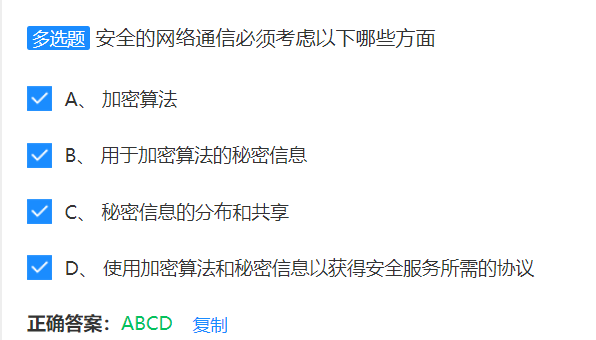 多选题 安全的网络通信必须考虑以下哪些方面
A、 加密算法
B、 用于加密算法的秘密信息
C、 秘密信息的分布和共享
D、 使用加密算法和秘密信息以获得安全服务所需的协议
正确答案：ABCD 复制